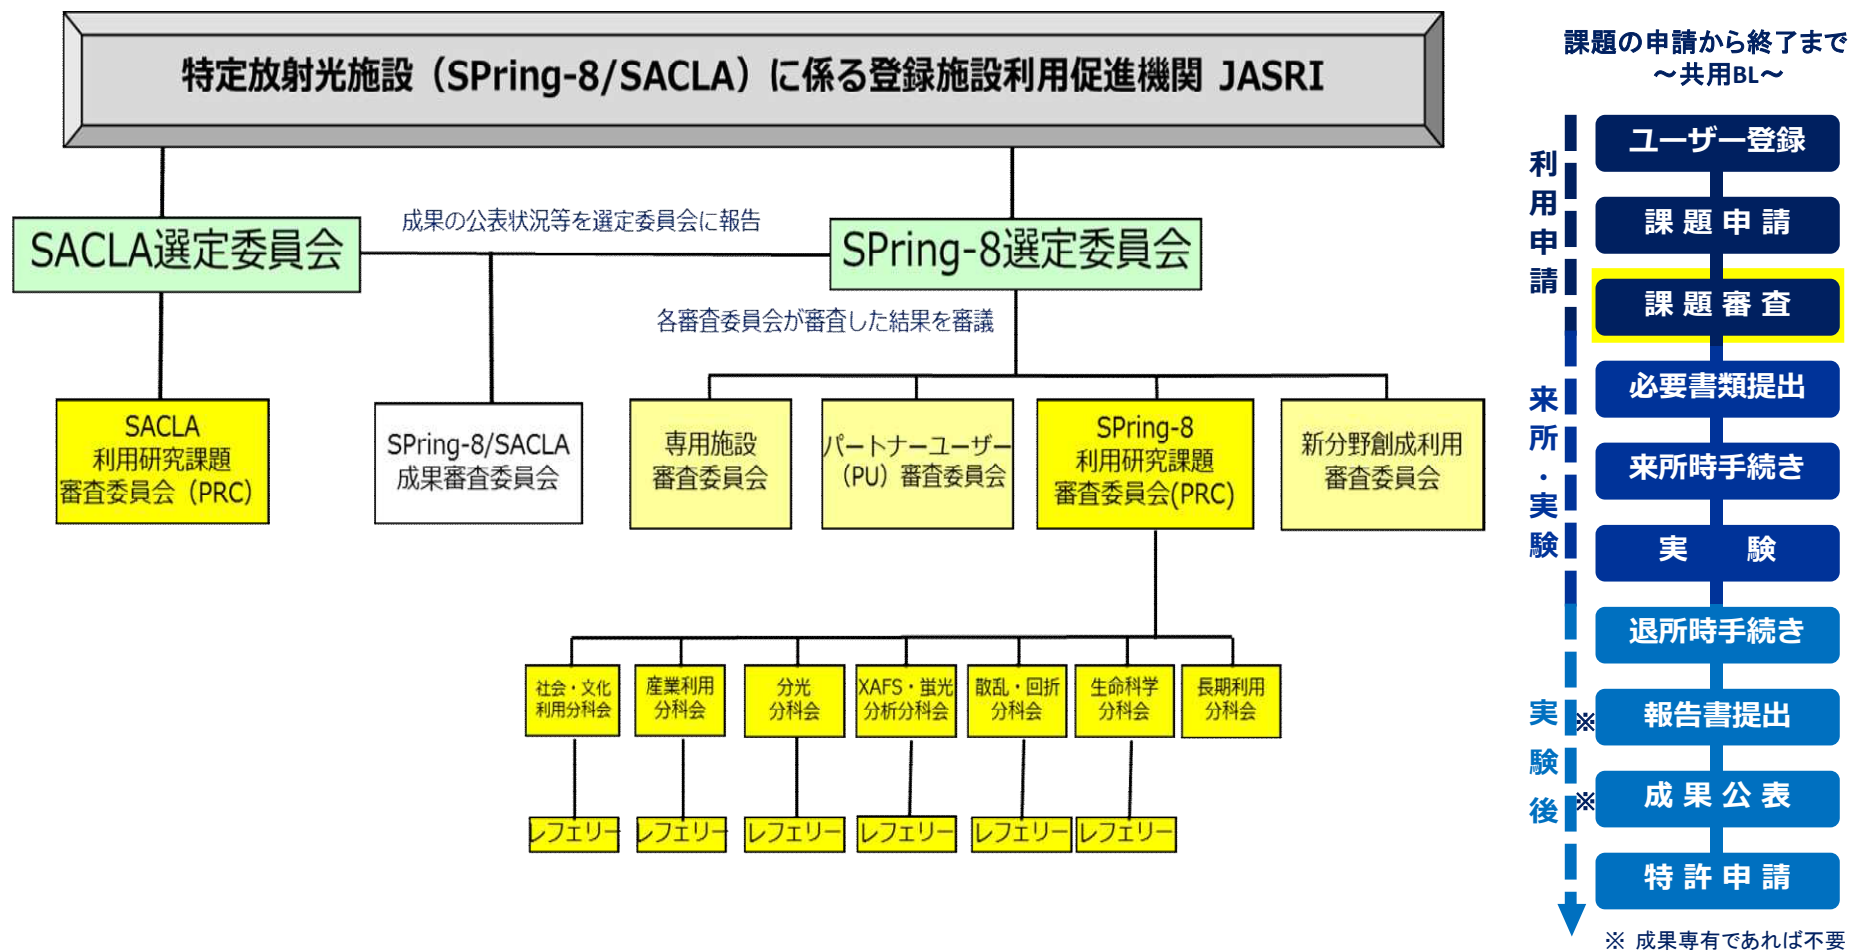 特定放射光施設（SPring-8/SACLA）に係る登録施設利用促進機関 JASRI
成果の公表状況等を選定委員会に報告
SACLA選定委員会
SPring-8選定委員会
各審査委員会が審査した結果を審議
SACLA
利用研究課題
審査委員会（PRC）
SPring-8/SACLA
成果審査委員会
専用施設
審査委員会
パートナーユーザー
（PU）審査委員会
SPring-8
利用研究課題
審査委員会(PRC)
新分野創成利用
審査委員会
社会・文化
利用分科会
産業利用
分科会
分光
分科会
XAFS・蛍光
分析分科会
散乱・回折
分科会
生命科学
分科会
長期利用
分科会
レフェリー
レフェリー
レフェリー
レフェリー
レフェリー
レフェリー
課題の申請から終了まで
～共用BL～
利用申請
ユーザー登録
課題申請
課題審査
来所・実験
必要書類提出
来所時手続き
実 験
実験後
退所時手続き
※ 報告書提出
※ 成果公表
特許申請
※ 成果専有であれば不要